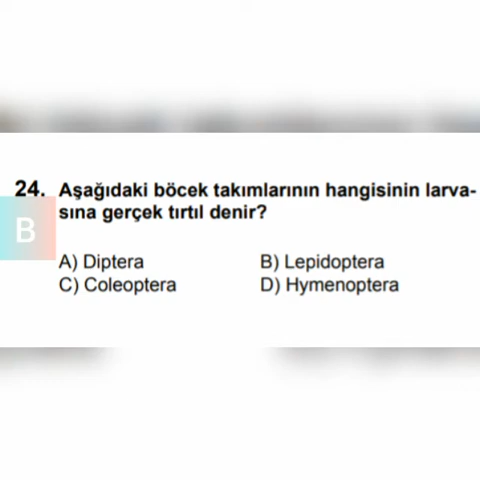 24. Aşağıdaki böcek takımlarının hangisinin larva-
sına gerçek tırtıl denir?
B
A) Diptera B) Lepidoptera
C) Coleoptera D) Hymenoptera